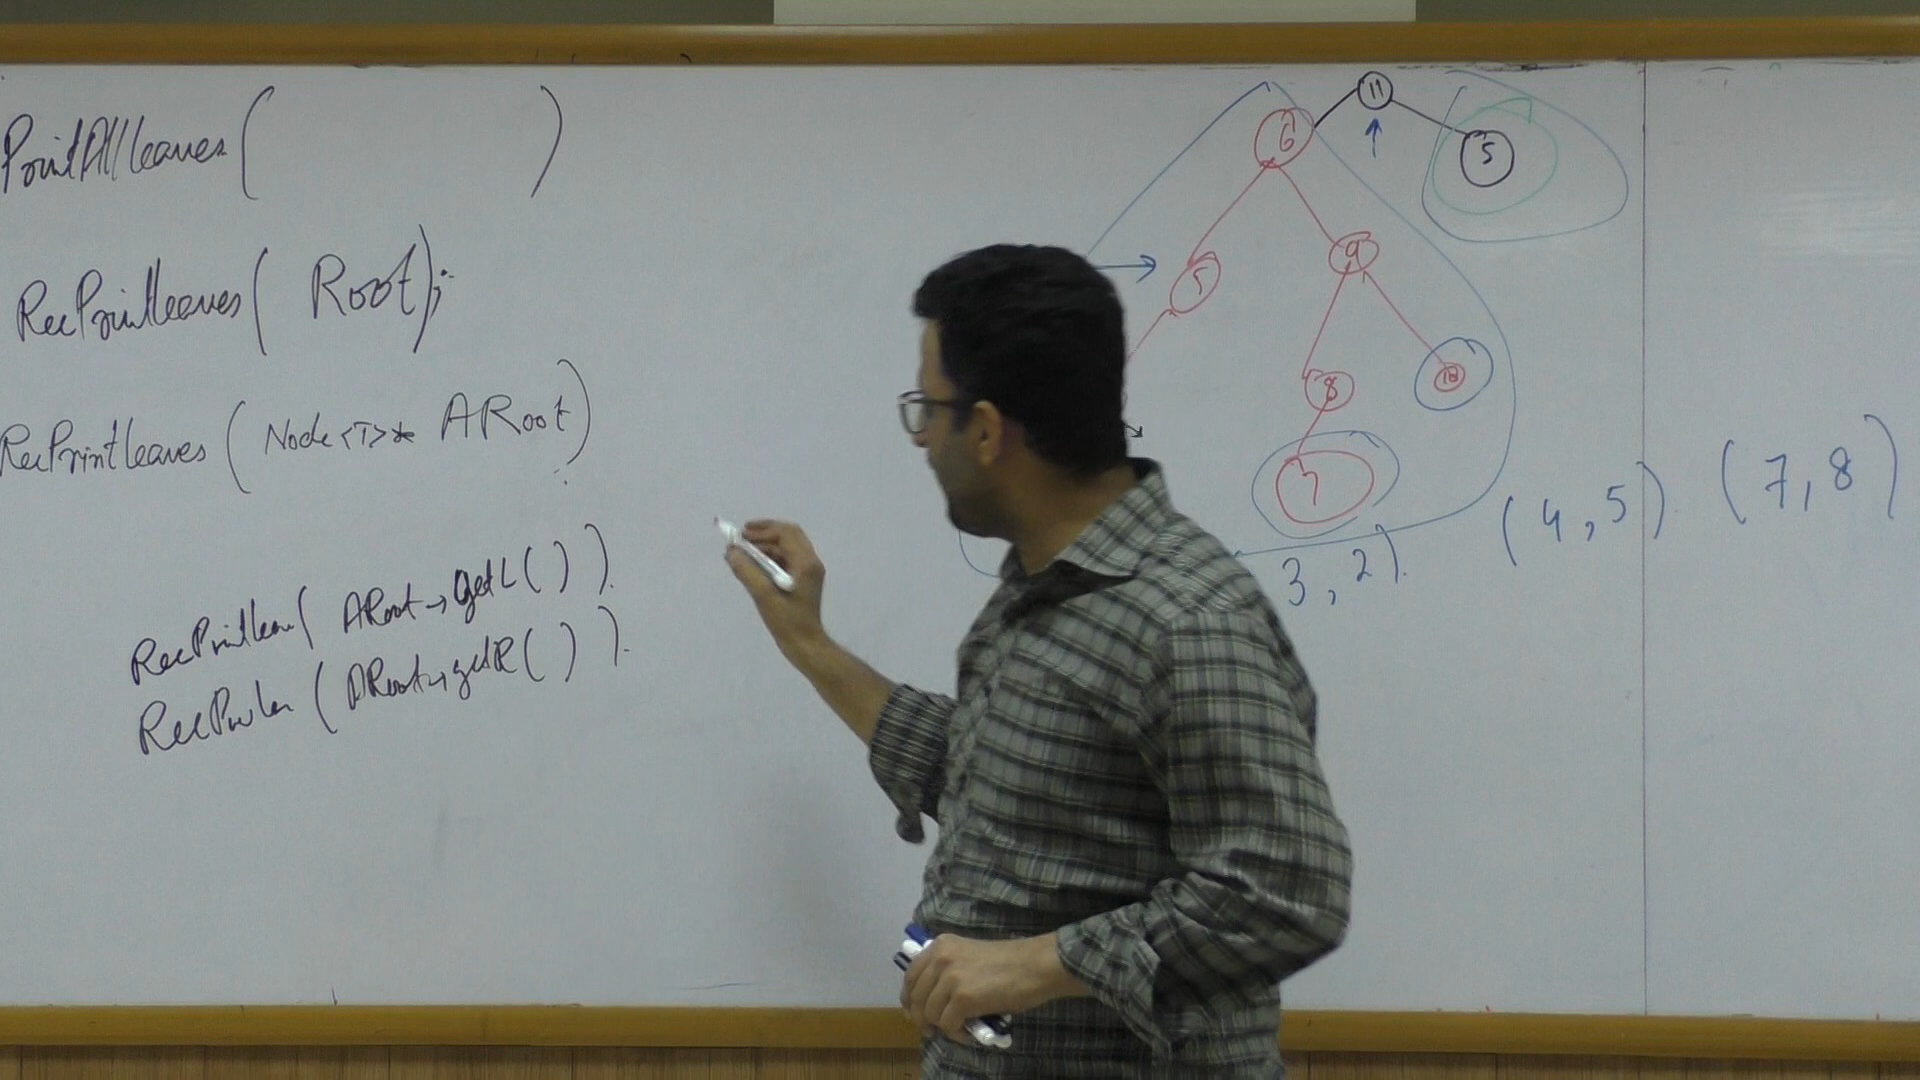 PrintAllleaves( )
RecPrintleaves( Root);
RecPrintleaves (Node<T>* ARoot)
RecPrintleav( ARoot→getL( ) ).
( ARoot→getR( ) ).
11
6
5
5
9
8
10
7
3, 2).
(4, 5)
(7, 8)